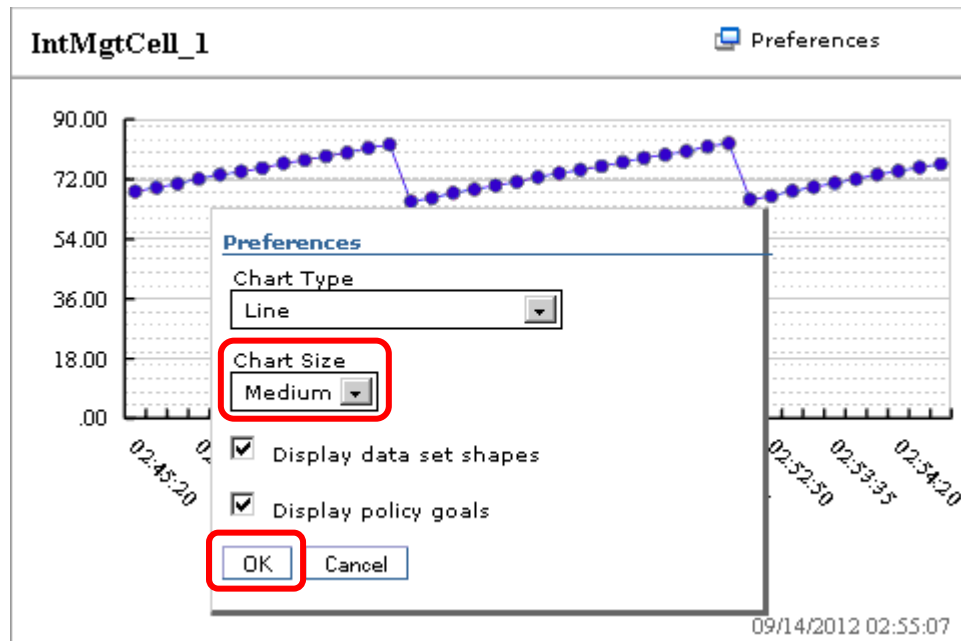 IntMgtCell_1
Preferences
90.00
72.00
54.00
36.00
18.00
.00
Preferences
Chart Type
Line
Chart Size
Medium
Display data set shapes
Display policy goals
OK Cancel
02:45:20
02:52:50
02:53:35
02:54:20
09/14/2012 02:55:07